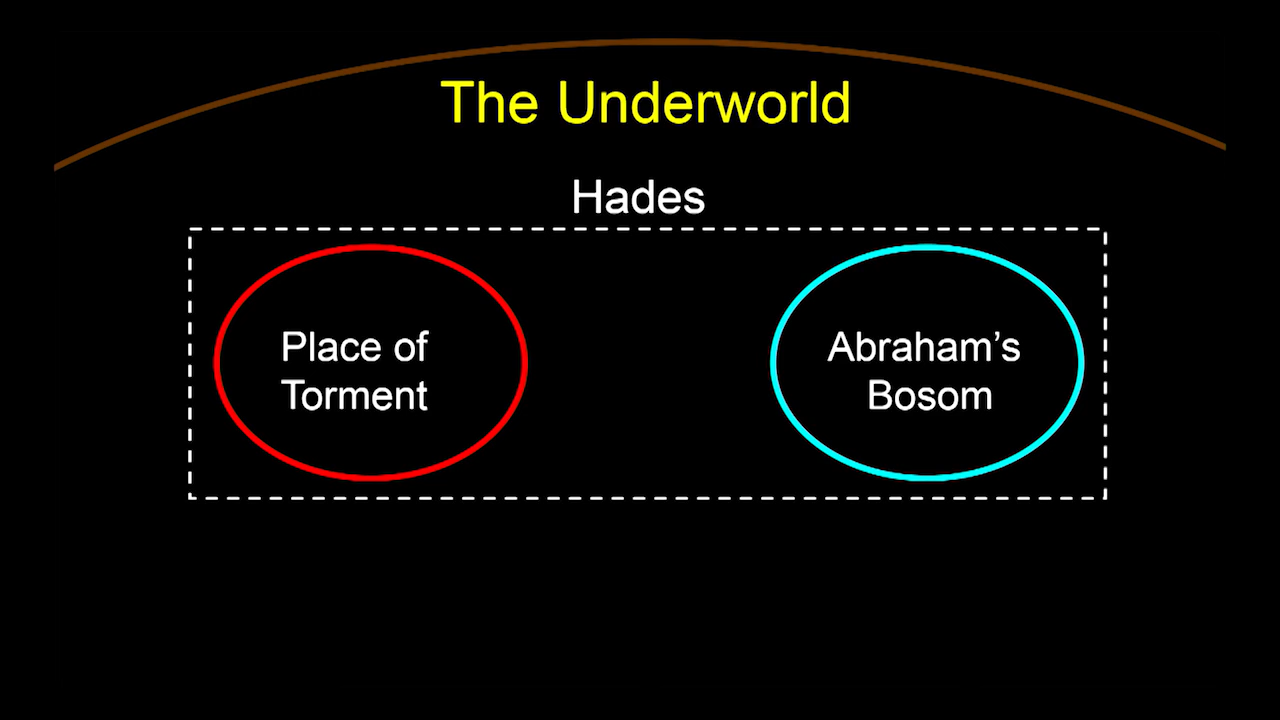 The Underworld
Hades
Place of
Torment
Abraham’s
Bosom